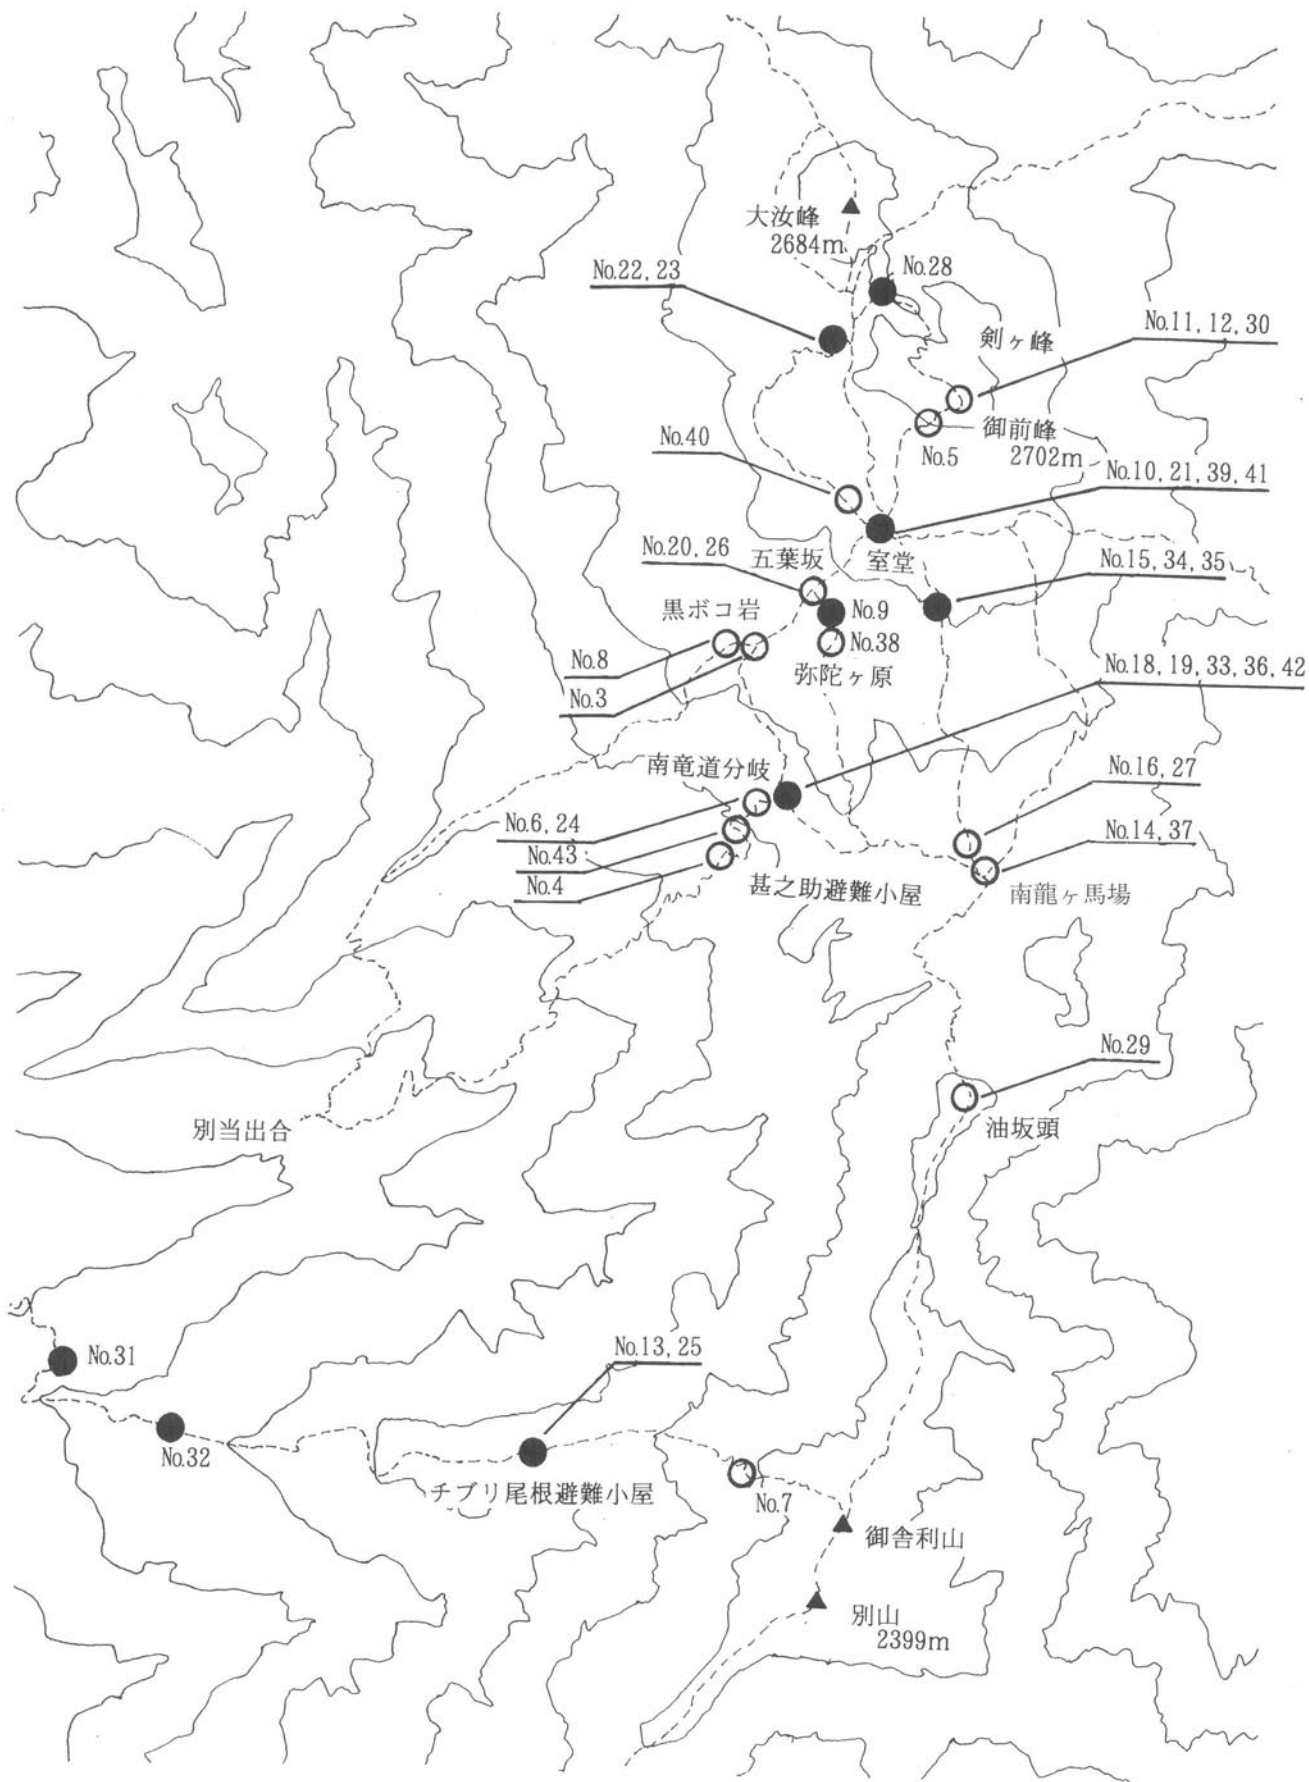 大汝峰
2684m
No.28
No.22, 23
No.11, 12, 30
剣ヶ峰
御前峰
2702m
No.5
No.40
No.10, 21, 39, 41
No.20, 26
五葉坂
室堂
No.15, 34, 35
黒ボコ岩
No.9
No.38
No.8
弥陀ヶ原
No.18, 19, 33, 36, 42
No.3
南竜道分岐
No.16, 27
No.6, 24
No.14, 37
No.43
No.4
甚之助避難小屋
南龍ヶ馬場
No.29
別当出合
油坂頭
No.31
No.13, 25
No.32
チブリ尾根避難小屋
No.7
御舎利山
別山
2399m